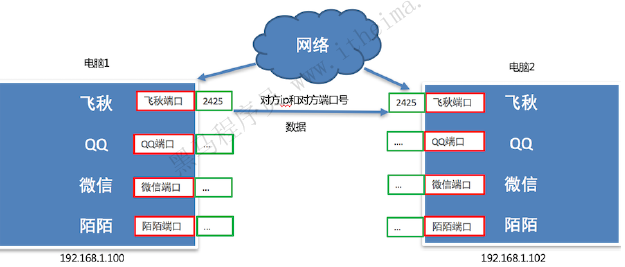 网络
电脑1
电脑2
飞秋
飞秋端口
2425
对方ip和对方端口号
2425
飞秋端口
飞秋
QQ
QQ端口
...
数据
....
QQ端口
QQ
微信
微信端口
...
...
微信端口
微信
陌陌
陌陌端口
...
...
陌陌端口
陌陌
192.168.1.100
192.168.1.102
黑马程序员 www.itheima.